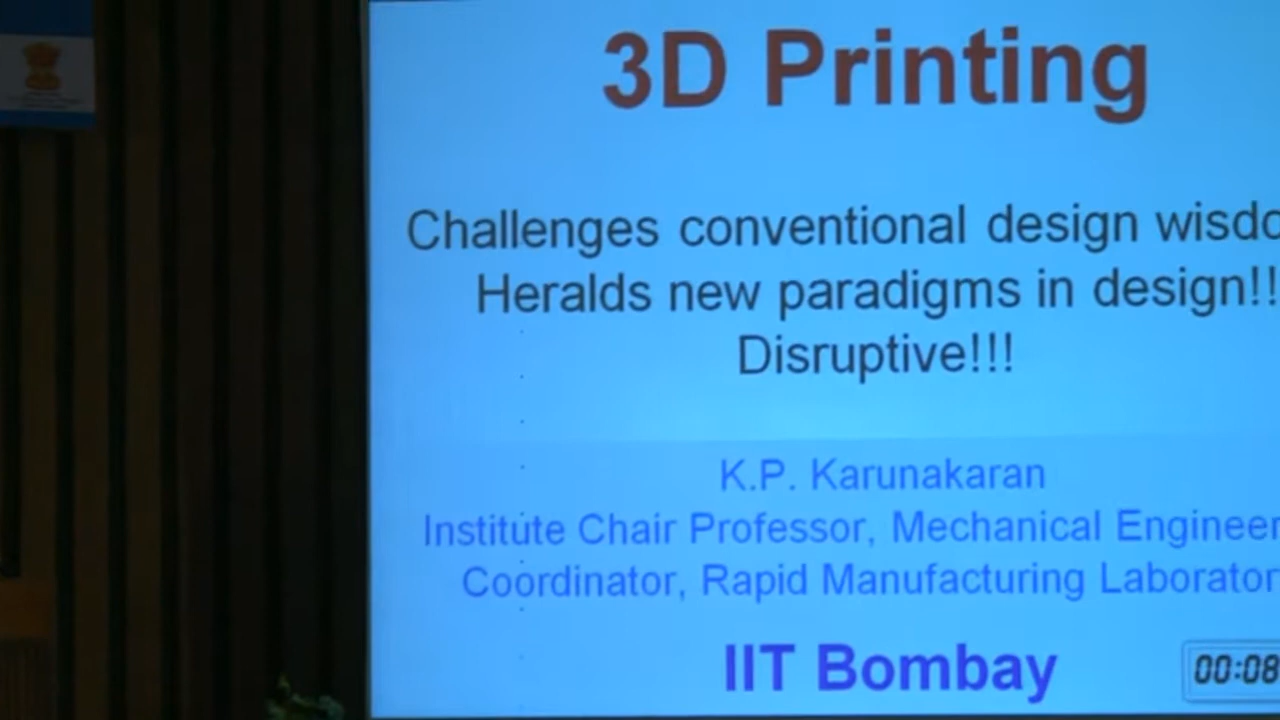 3D Printing
Challenges conventional design wisdo
Heralds new paradigms in design!!
Disruptive!!!
K.P. Karunakaran
Institute Chair Professor, Mechanical Engineer
Coordinator, Rapid Manufacturing Laborator
IIT Bombay
00:08